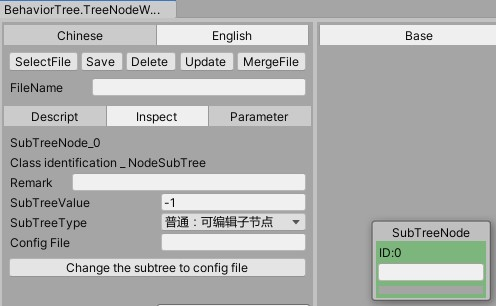 BehaviorTree.TreeNodeW...
Chinese English Base
SelectFile Save Delete Update MergeFile
FileName
Descript Inspect Parameter
SubTreeNode_0
Class identification _ NodeSubTree
Remark
SubTreeValue -1
SubTreeType 普通：可编辑子节点
Config File
Change the subtree to config file
SubTreeNode
ID:0